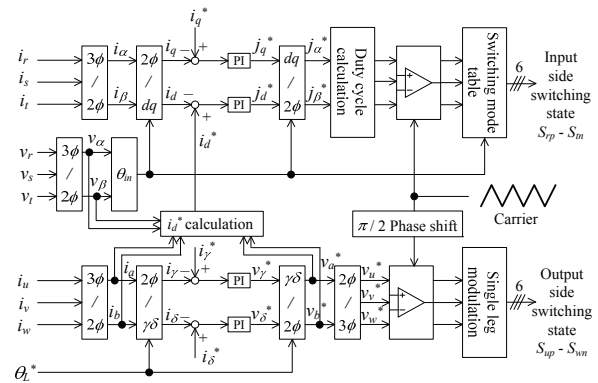 i_q^*
i_r
i_s
i_t
3ϕ
/
2ϕ
i_α
i_β
2ϕ
/
dq
i_q
–
+
i_d
–
+
i_d^*
PI
PI
j_q^*
j_d^*
dq
/
2ϕ
j_α^*
j_β^*
Duty cycle
calculation
+
–
Switching mode
table
6
Input
side
switching
state
S_rp - S_tn
v_r
v_s
v_t
3ϕ
/
2ϕ
v_α
v_β
θ_in
i_d^* calculation
π/2 Phase shift
Carrier
i_u
i_v
i_w
3ϕ
/
2ϕ
i_a
i_b
2ϕ
/
γδ
i_γ^*
i_γ
–
+
i_δ
–
+
i_δ^*
PI
PI
v_γ^*
v_δ^*
γδ
/
2ϕ
v_a^*
v_b^*
2ϕ
/
3ϕ
v_u^*
v_v^*
v_w^*
+
–
Single leg
modulation
6
Output
side
switching
state
S_up - S_wn
θ_L^*